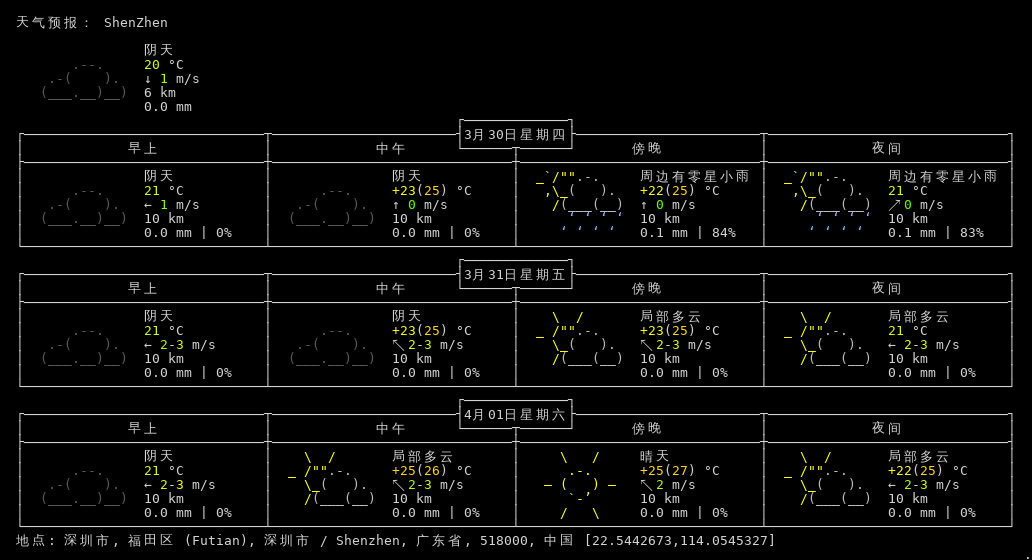 天气预报： ShenZhen
阴天
20 °C
↓ 1 m/s
6 km
0.0 mm
3月30日星期四
早上 中午 傍晚 夜间
阴天 阴天 周边有零星小雨 周边有零星小雨
21 °C +23(25) °C +22(25) °C 21 °C
← 1 m/s ↑ 0 m/s ↑ 0 m/s ↗0 m/s
10 km 10 km 10 km 10 km
0.0 mm | 0% 0.0 mm | 0% 0.1 mm | 84% 0.1 mm | 83%
3月31日星期五
早上 中午 傍晚 夜间
阴天 阴天 局部多云 局部多云
21 °C +23(25) °C +23(25) °C 21 °C
← 2-3 m/s ↖2-3 m/s ↖2-3 m/s ← 2-3 m/s
10 km 10 km 10 km 10 km
0.0 mm | 0% 0.0 mm | 0% 0.0 mm | 0% 0.0 mm | 0%
4月01日星期六
早上 中午 傍晚 夜间
阴天 局部多云 晴天 局部多云
21 °C +25(26) °C +25(27) °C +22(25) °C
← 2-3 m/s ↖2-3 m/s ↖2 m/s ← 2-3 m/s
10 km 10 km 10 km 10 km
0.0 mm | 0% 0.0 mm | 0% 0.0 mm | 0% 0.0 mm | 0%
地点: 深圳市, 福田区 (Futian), 深圳市 / Shenzhen, 广东省, 518000, 中国 [22.5442673,114.0545327]